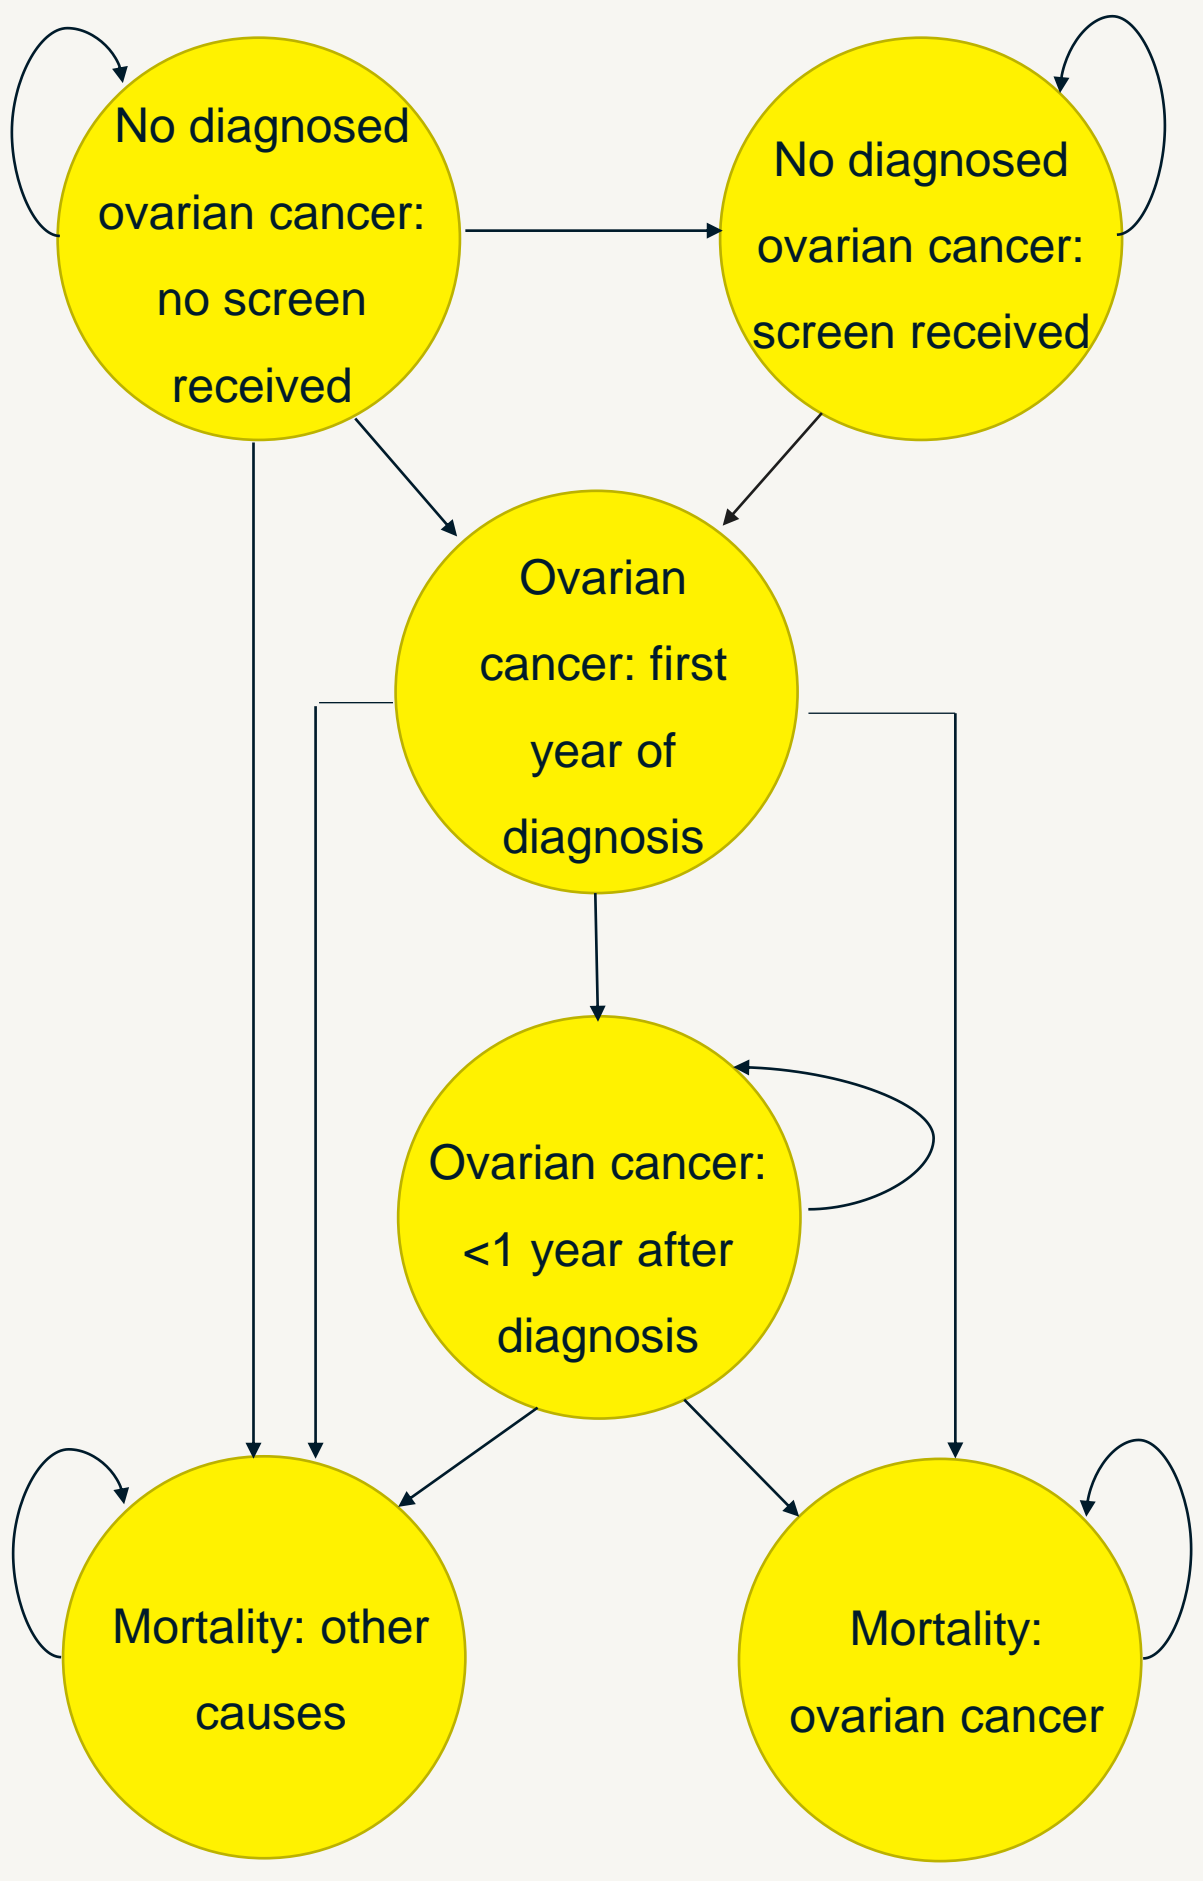 No diagnosed
ovarian cancer:
no screen
received
No diagnosed
ovarian cancer:
screen received
Ovarian
cancer: first
year of
diagnosis
Ovarian cancer:
<1 year after
diagnosis
Mortality: other
causes
Mortality:
ovarian cancer